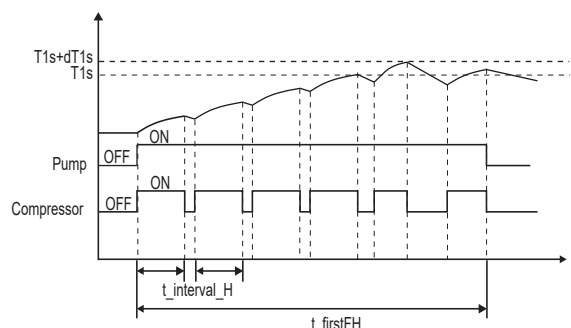 T1s+dT1s
T1s
ON
Pump
OFF
ON
Compressor
OFF
t_interval_H
t_firstFH